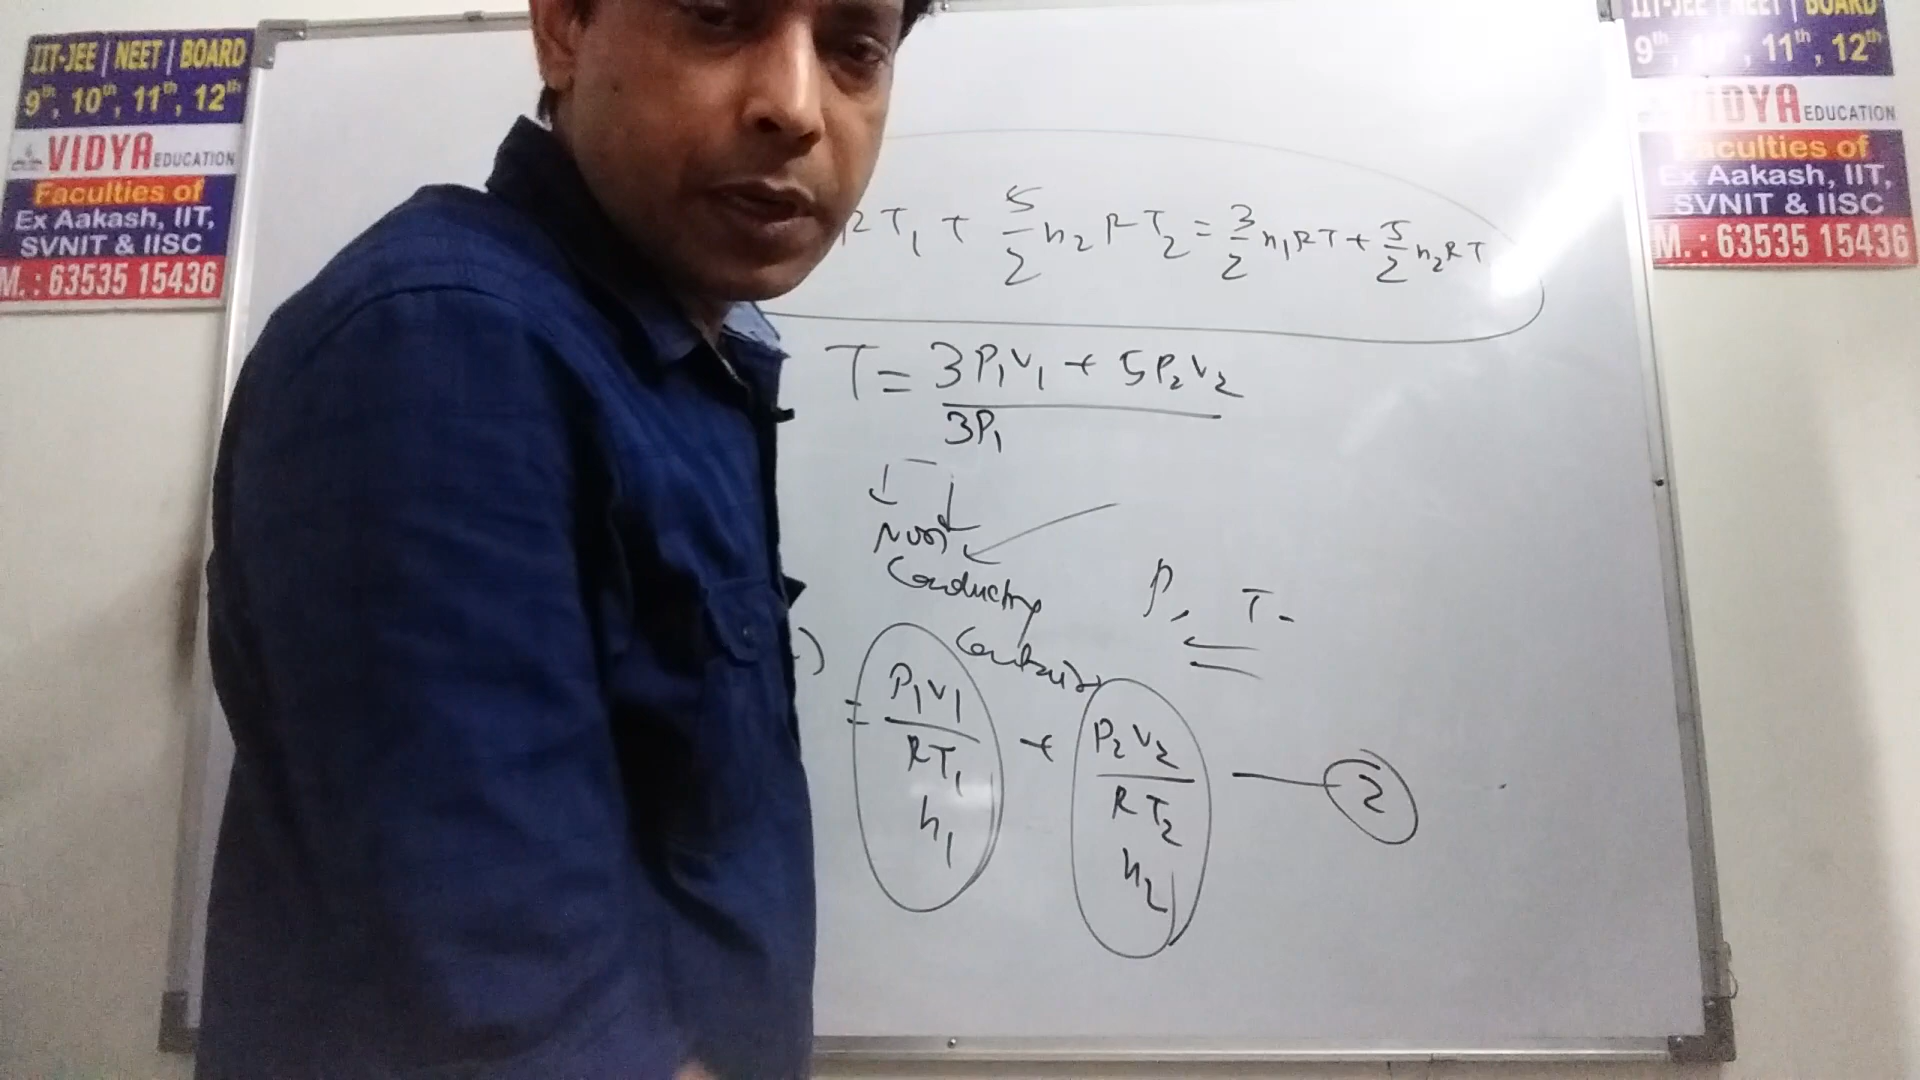 IIT-JEE | NEET | BOARD
9th, 10th, 11th, 12th
VIDYA EDUCATION
Faculties of
Ex Aakash, IIT,
SVNIT & IISC
M.: 63535 15436
IIT-JEE | NEET | BOARD
9th, 10th, 11th, 12th
VIDYA EDUCATION
Faculties of
Ex Aakash, IIT,
SVNIT & IISC
M.: 63535 15436
RT₁ + 5/2 n₂RT₂ = 3/2 n₁RT + 5/2 n₂RT
T = 3P₁V₁ + 5P₂V₂
3P₁
Non
Conducting
P, T-
= P₁V₁/RT₁ + P₂V₂/RT₂ — 2
n₁ n₂